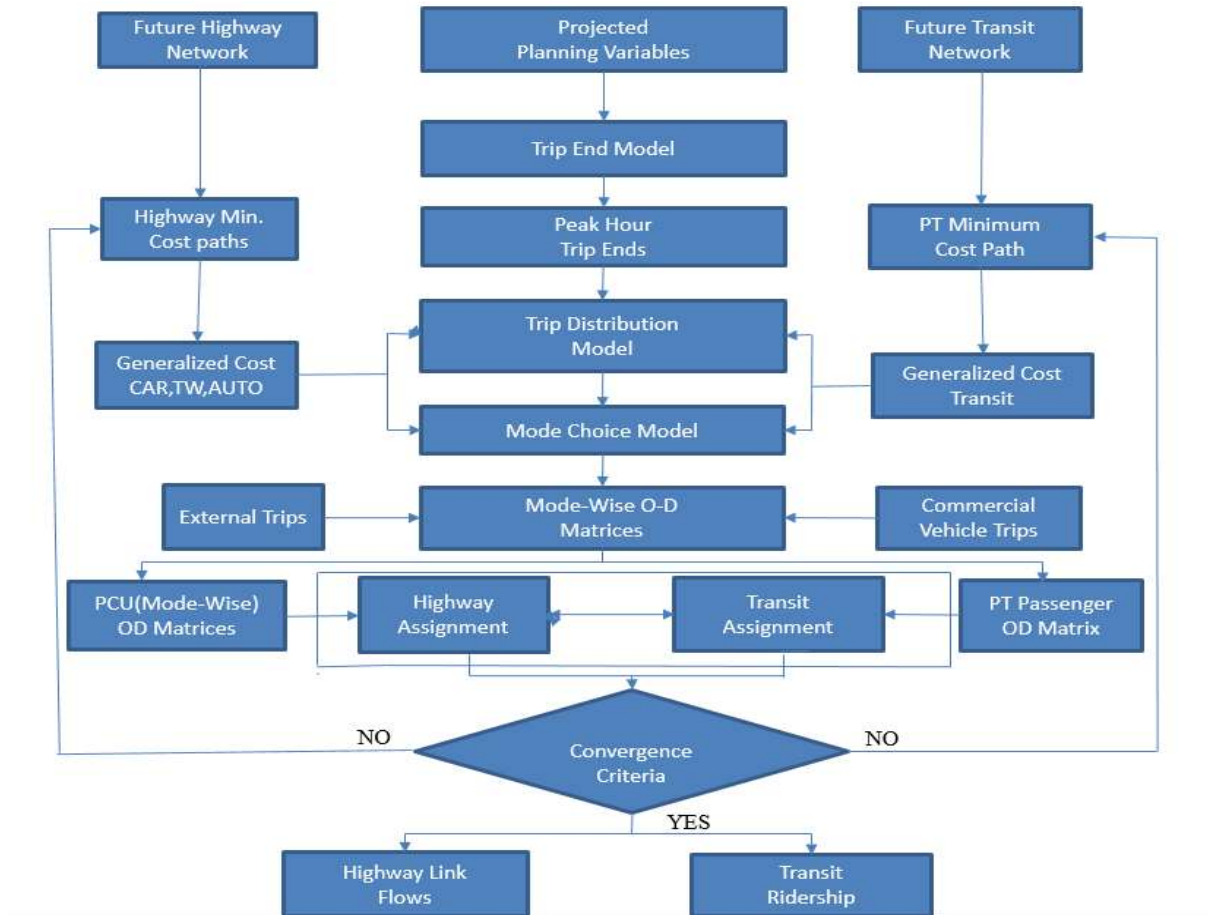 Future Highway
Network
Projected
Planning Variables
Future Transit
Network
Trip End Model
Highway Min.
Cost paths
Peak Hour
Trip Ends
PT Minimum
Cost Path
Trip Distribution
Model
Generalized Cost
CAR,TW,AUTO
Generalized Cost
Transit
Mode Choice Model
External Trips
Mode-Wise O-D
Matrices
Commercial
Vehicle Trips
PCU(Mode-Wise)
OD Matrices
Highway
Assignment
Transit
Assignment
PT Passenger
OD Matrix
NO
Convergence
Criteria
NO
YES
Highway Link
Flows
Transit
Ridership